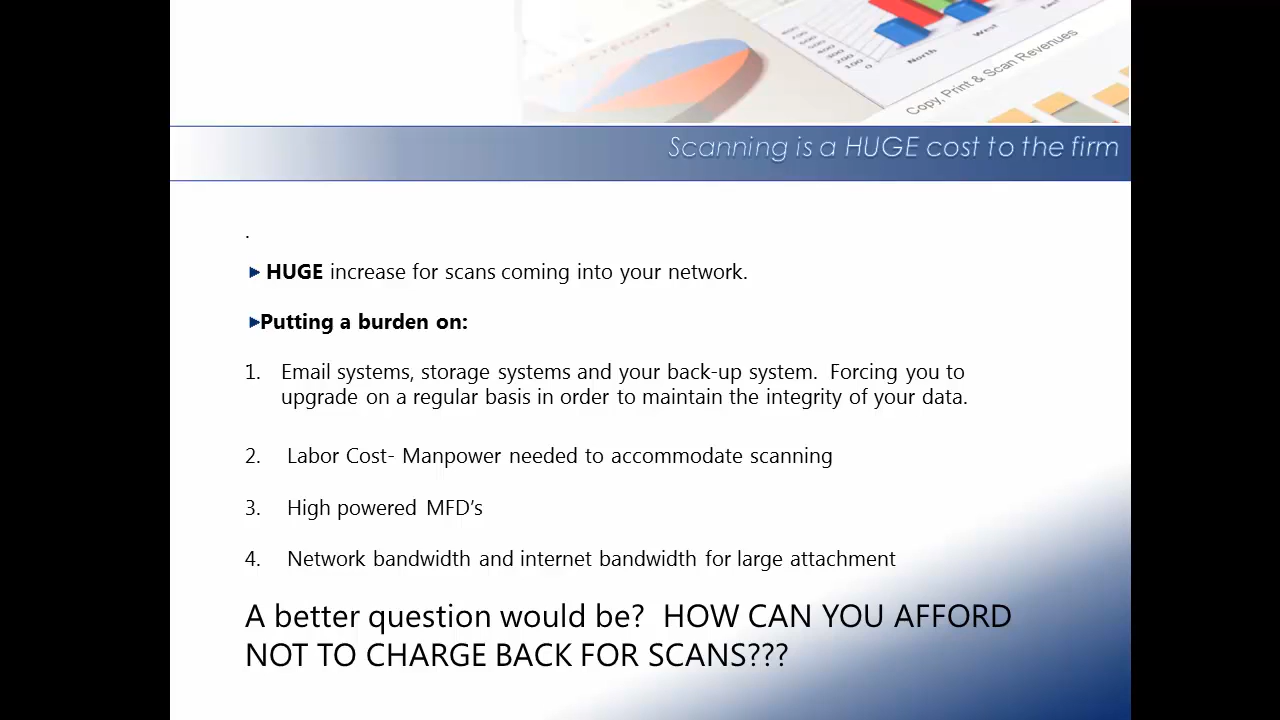 North
West
East
Copy, Print & Scan Revenues
Scanning is a HUGE cost to the firm
.
HUGE increase for scans coming into your network.
Putting a burden on:
1. Email systems, storage systems and your back-up system. Forcing you to
upgrade on a regular basis in order to maintain the integrity of your data.
2. Labor Cost- Manpower needed to accommodate scanning
3. High powered MFD's
4. Network bandwidth and internet bandwidth for large attachment
A better question would be? HOW CAN YOU AFFORD
NOT TO CHARGE BACK FOR SCANS???